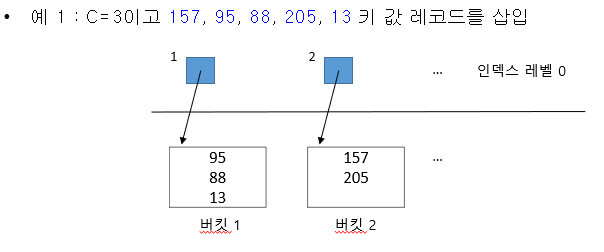 • 예 1 : C=3이고 157, 95, 88, 205, 13 키 값 레코드를 삽입
1 2 ... 인덱스 레벨 0
95 157 ...
88 205
13
버킷 1 버킷 2